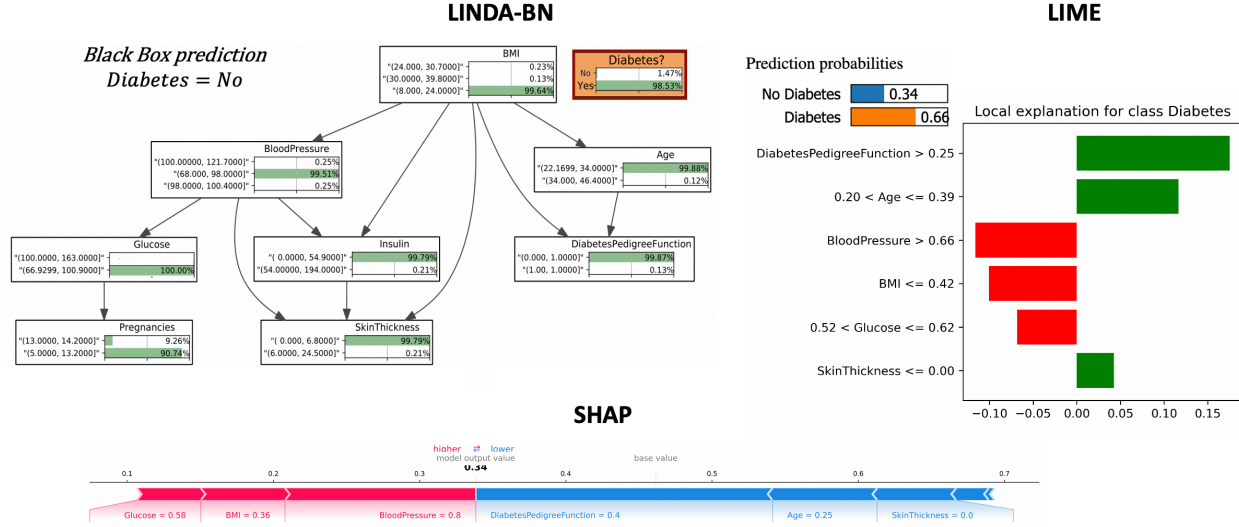 LINDA-BN
LIME
Black Box prediction
Diabetes = No
BMI
"(24.000, 30.7000]" 0.23%
"(30.0000, 39.8000]" 0.13%
"(8.000, 24.0000]" 99.64%
Diabetes?
No 1.47%
Yes 98.53%
BloodPressure
"(100.00000, 121.7000]" 0.25%
"(68.0000, 98.0000]" 99.51%
"(98.0000, 100.4000]" 0.25%
Age
"(22.1699, 34.0000]" 99.88%
"(34.000, 46.4000]" 0.12%
Glucose
"(100.0000, 163.0000]"
"(66.9299, 100.9000]" 100.00%
Insulin
"( 0.0000, 54.9000]" 99.79%
"(54.00000, 194.0000]" 0.21%
DiabetesPedigreeFunction
"(0.000, 1.0000]" 99.87%
"(1.00, 1.0000]" 0.13%
Pregnancies
"(13.0000, 14.2000]" 9.26%
"(5.0000, 13.2000]" 90.74%
SkinThickness
"( 0.000, 6.8000]" 99.79%
"(6.0000, 24.5000]" 0.21%
Prediction probabilities
No Diabetes 0.34
Diabetes 0.66
Local explanation for class Diabetes
DiabetesPedigreeFunction > 0.25
0.20 < Age <= 0.39
BloodPressure > 0.66
BMI <= 0.42
0.52 < Glucose <= 0.62
SkinThickness <= 0.00
−0.10 −0.05 0.00 0.05 0.10 0.15
SHAP
higher ⇄ lower
model output value base value
0.34
0.1 0.2 0.3 0.4 0.5 0.6 0.7
Glucose = 0.58 BMI = 0.36 BloodPressure = 0.8 DiabetesPedigreeFunction = 0.4 Age = 0.25 SkinThickness = 0.0